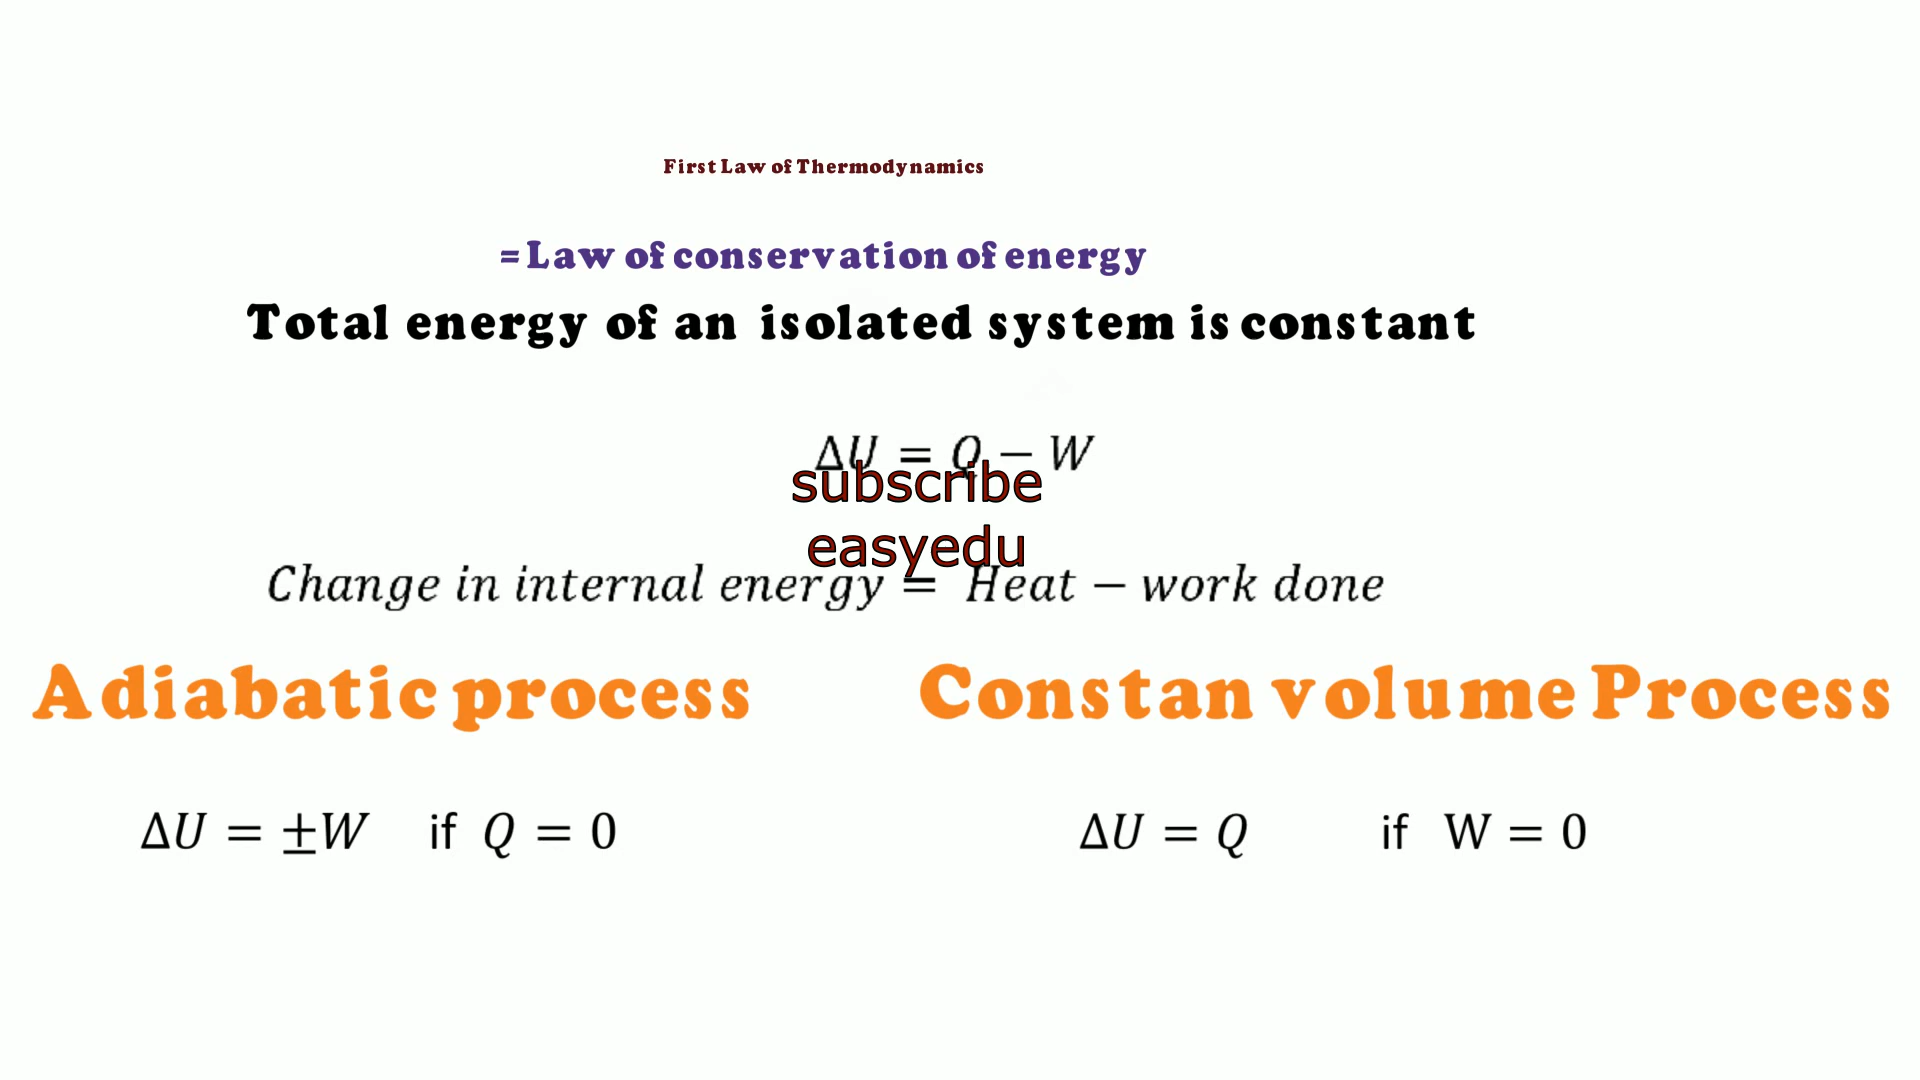 First Law of Thermodynamics
=Law of conservation of energy
Total energy of an isolated system is constant
ΔU = Q − W
subscribe
easyedu
Change in internal energy = Heat − work done
Adiabatic process
Constan volume Process
ΔU = ±W if Q = 0
ΔU = Q if W = 0